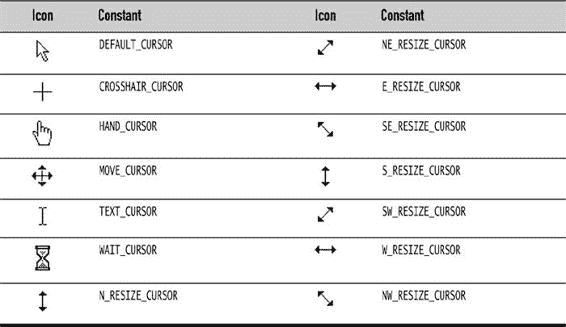 Icon Constant Icon Constant
DEFAULT_CURSOR NE_RESIZE_CURSOR
CROSSHAIR_CURSOR E_RESIZE_CURSOR
HAND_CURSOR SE_RESIZE_CURSOR
MOVE_CURSOR S_RESIZE_CURSOR
TEXT_CURSOR SW_RESIZE_CURSOR
WAIT_CURSOR W_RESIZE_CURSOR
N_RESIZE_CURSOR NW_RESIZE_CURSOR